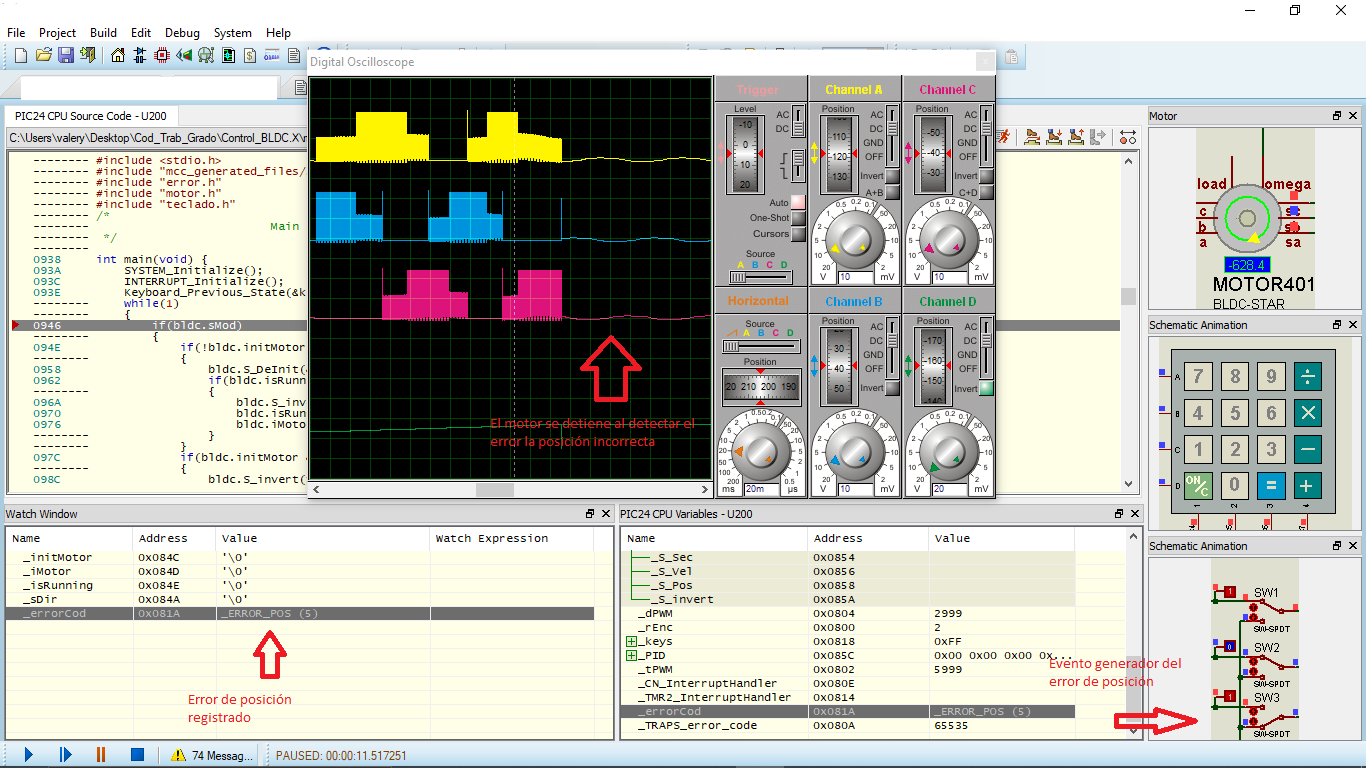 File Project Build Edit Debug System Help
Digital Oscilloscope
PIC24 CPU Source Code - U200
C:\Users\valery\Desktop\Cod_Trab_Grado\Control_BLDC.X\
-------- #include <stdio.h>
-------- #include "mcc_generated_files/
-------- #include "error.h"
-------- #include "motor.h"
-------- #include "teclado.h"
-------- /*
-------- Main
-------- */
0938 int main(void) {
093A SYSTEM_Initialize();
093C INTERRUPT_Initialize();
093E Keyboard_Previous_State(&k
-------- while(1)
-------- {
0946 if(bldc.sMod)
-------- {
094E if(!bldc.initMotor
-------- {
0958 bldc.S_DeInit(
0962 if(bldc.isRunn
-------- {
096A bldc.S_inv
0970 bldc.isRun
0976 bldc.iMoto
-------- }
-------- }
097C if(bldc.initMotor
-------- {
098C bldc.S_invert(
El motor se detiene al detectar el
error la posición incorrecta
Trigger
Level
-10
0
10
20
AC
DC
Auto
One-Shot
Cursors
Source
A B C D
Channel A
Position
110
120
130
AC
DC
GND
OFF
Invert
A+B
V 10 mV
Channel C
Position
-50
-40
-30
AC
DC
GND
OFF
Invert
C+D
V 10 mV
Horizontal
Source
A B C D
Position
20 210 200 190
ms 20m µs
Channel B
Position
30
40
50
AC
DC
GND
OFF
Invert
V 10 mV
Channel D
Position
-170
-160
-150
-140
AC
DC
GND
OFF
Invert
V 20 mV
Motor
load omega
c
b
a
sa
-628.4
MOTOR401
BLDC-STAR
Schematic Animation
A 7 8 9 ÷
B 4 5 6 ×
C 1 2 3 −
D ON/C 0 = +
1 2 3 4
Schematic Animation
1 SW1
SW-SPDT
0 SW2
SW-SPDT
1 SW3
SW-SPDT
Watch Window
Name Address Value Watch Expression
_initMotor 0x084C '\0'
_iMotor 0x084D '\0'
_isRunning 0x084E '\0'
_sDir 0x084A '\0'
_errorCod 0x081A _ERROR_POS (5)
Error de posición
registrado
PIC24 CPU Variables - U200
Name Address Value
_S_Sec 0x0854
_S_Vel 0x0856
_S_Pos 0x0858
_S_invert 0x085A
_dPWM 0x0804 2999
_rEnc 0x0800 2
_keys 0x0818 0xFF
_PID 0x085C 0x00 0x00 0x00 0x...
_tPWM 0x0802 5999
_CN_InterruptHandler 0x080E
_TMR2_InterruptHandler 0x0814
_errorCod 0x081A _ERROR_POS (5)
_TRAPS_error_code 0x080A 65535
Evento generador del
error de posición
74 Messag...
PAUSED: 00:00:11.517251